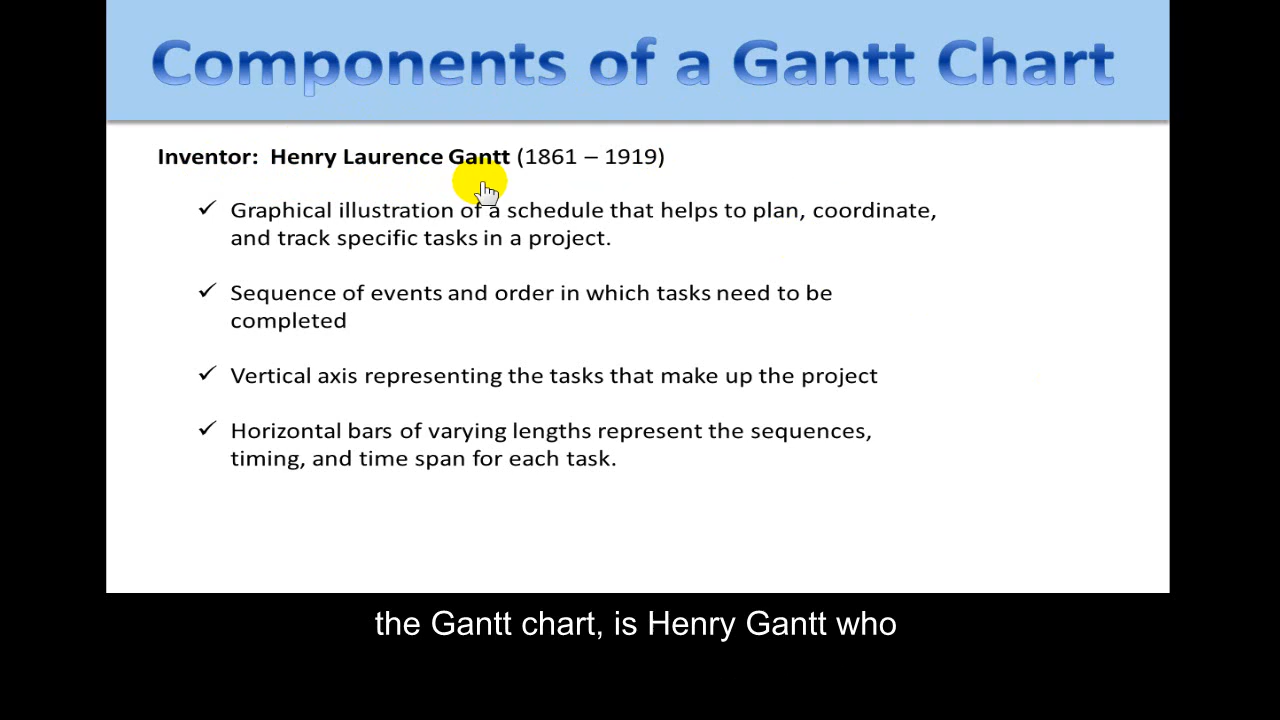 Components of a Gantt Chart
Inventor: Henry Laurence Gantt (1861 – 1919)
✓ Graphical illustration of a schedule that helps to plan, coordinate,
and track specific tasks in a project.
✓ Sequence of events and order in which tasks need to be
completed
✓ Vertical axis representing the tasks that make up the project
✓ Horizontal bars of varying lengths represent the sequences,
timing, and time span for each task.
the Gantt chart, is Henry Gantt who